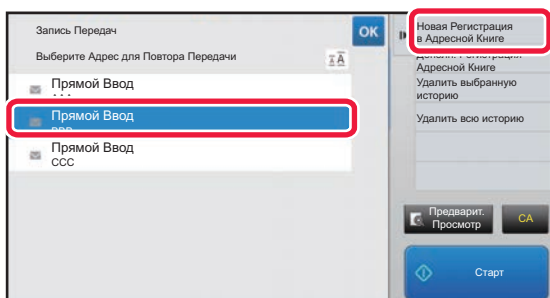 Запись Передач
OK
Выберите Адрес для Повтора Передачи
Прямой Ввод
Прямой Ввод
Прямой Ввод
CCC
Новая Регистрация
в Адресной Книге
Адресной Книге
Удалить выбранную
историю
Удалить всю историю
Предварит.
Просмотр
CA
Старт